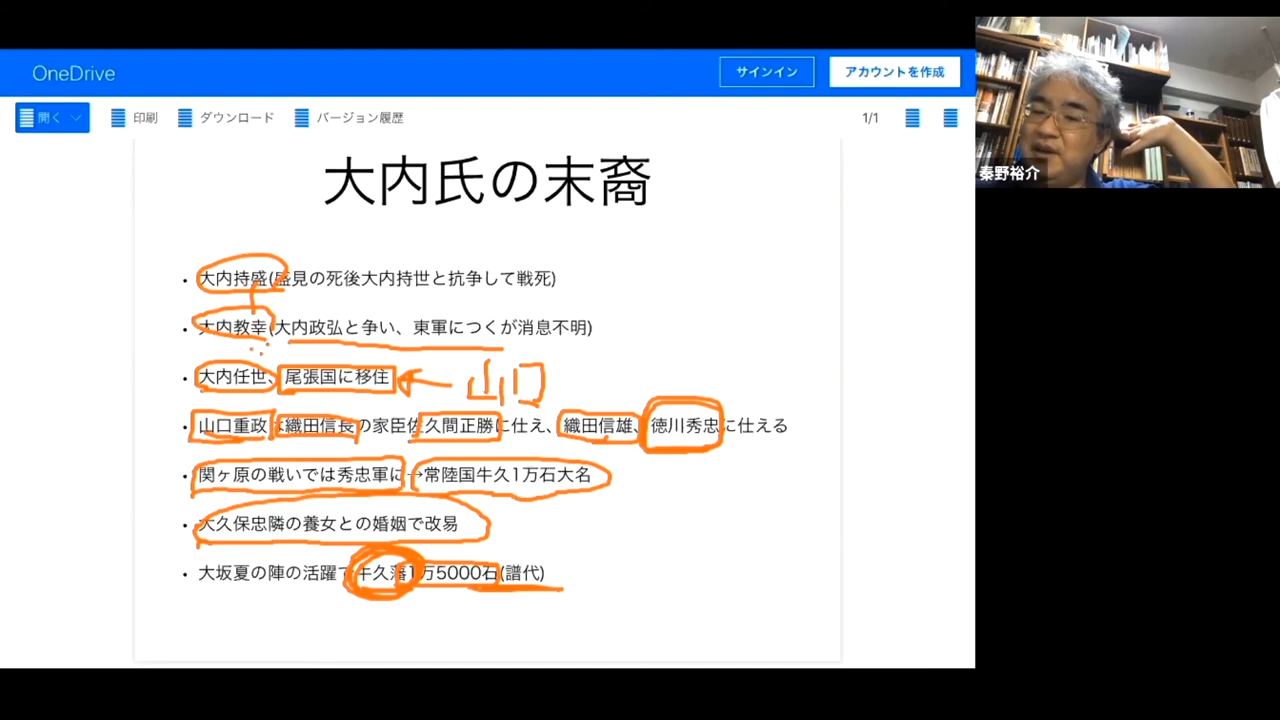 OneDrive
サインイン
アカウントを作成
開く
印刷
ダウンロード
バージョン履歴
1/1
大内氏の末裔
・大内持盛(盛見の死後大内持世と抗争して戦死)
・大内教幸(大内政弘と争い、東軍につくが消息不明)
・大内任世、尾張国に移住
山口
・山口重政は織田信長の家臣佐久間正勝に仕え、織田信雄、徳川秀忠に仕える
・関ヶ原の戦いでは秀忠軍に→常陸国牛久1万石大名
・大久保忠隣の養女との婚姻で改易
・大坂夏の陣の活躍で牛久藩1万5000石(譜代)
秦野裕介